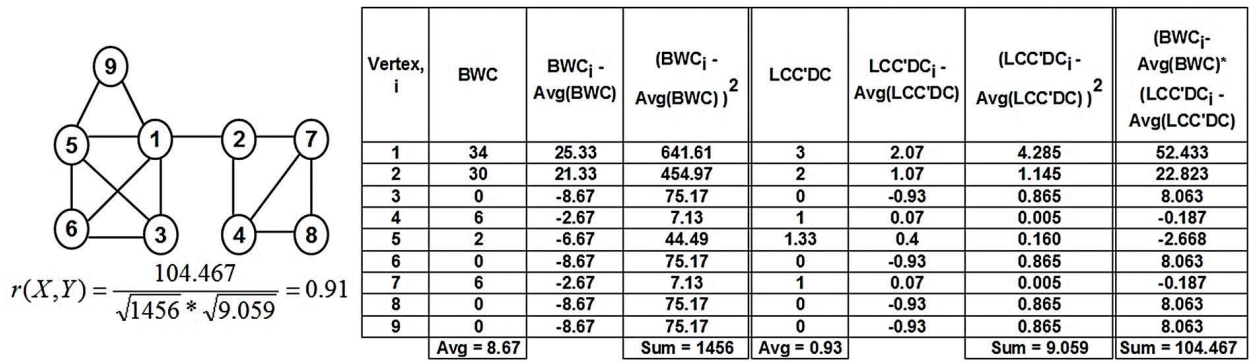 9
5
1
2
7
6
3
4
8
r(X,Y) = 104.467 / √1456 * √9.059 = 0.91
Vertex, i | BWC | BWCi - Avg(BWC) | (BWCi - Avg(BWC) )2 | LCC'DC | LCC'DCi - Avg(LCC'DC) | (LCC'DCi - Avg(LCC'DC) )2 | (BWCi- Avg(BWC)* (LCC'DCi - Avg(LCC'DC)
1 | 34 | 25.33 | 641.61 | 3 | 2.07 | 4.285 | 52.433
2 | 30 | 21.33 | 454.97 | 2 | 1.07 | 1.145 | 22.823
3 | 0 | -8.67 | 75.17 | 0 | -0.93 | 0.865 | 8.063
4 | 6 | -2.67 | 7.13 | 1 | 0.07 | 0.005 | -0.187
5 | 2 | -6.67 | 44.49 | 1.33 | 0.4 | 0.160 | -2.668
6 | 0 | -8.67 | 75.17 | 0 | -0.93 | 0.865 | 8.063
7 | 6 | -2.67 | 7.13 | 1 | 0.07 | 0.005 | -0.187
8 | 0 | -8.67 | 75.17 | 0 | -0.93 | 0.865 | 8.063
9 | 0 | -8.67 | 75.17 | 0 | -0.93 | 0.865 | 8.063
Avg = 8.67 | Sum = 1456 | Avg = 0.93 | Sum = 9.059 | Sum = 104.467